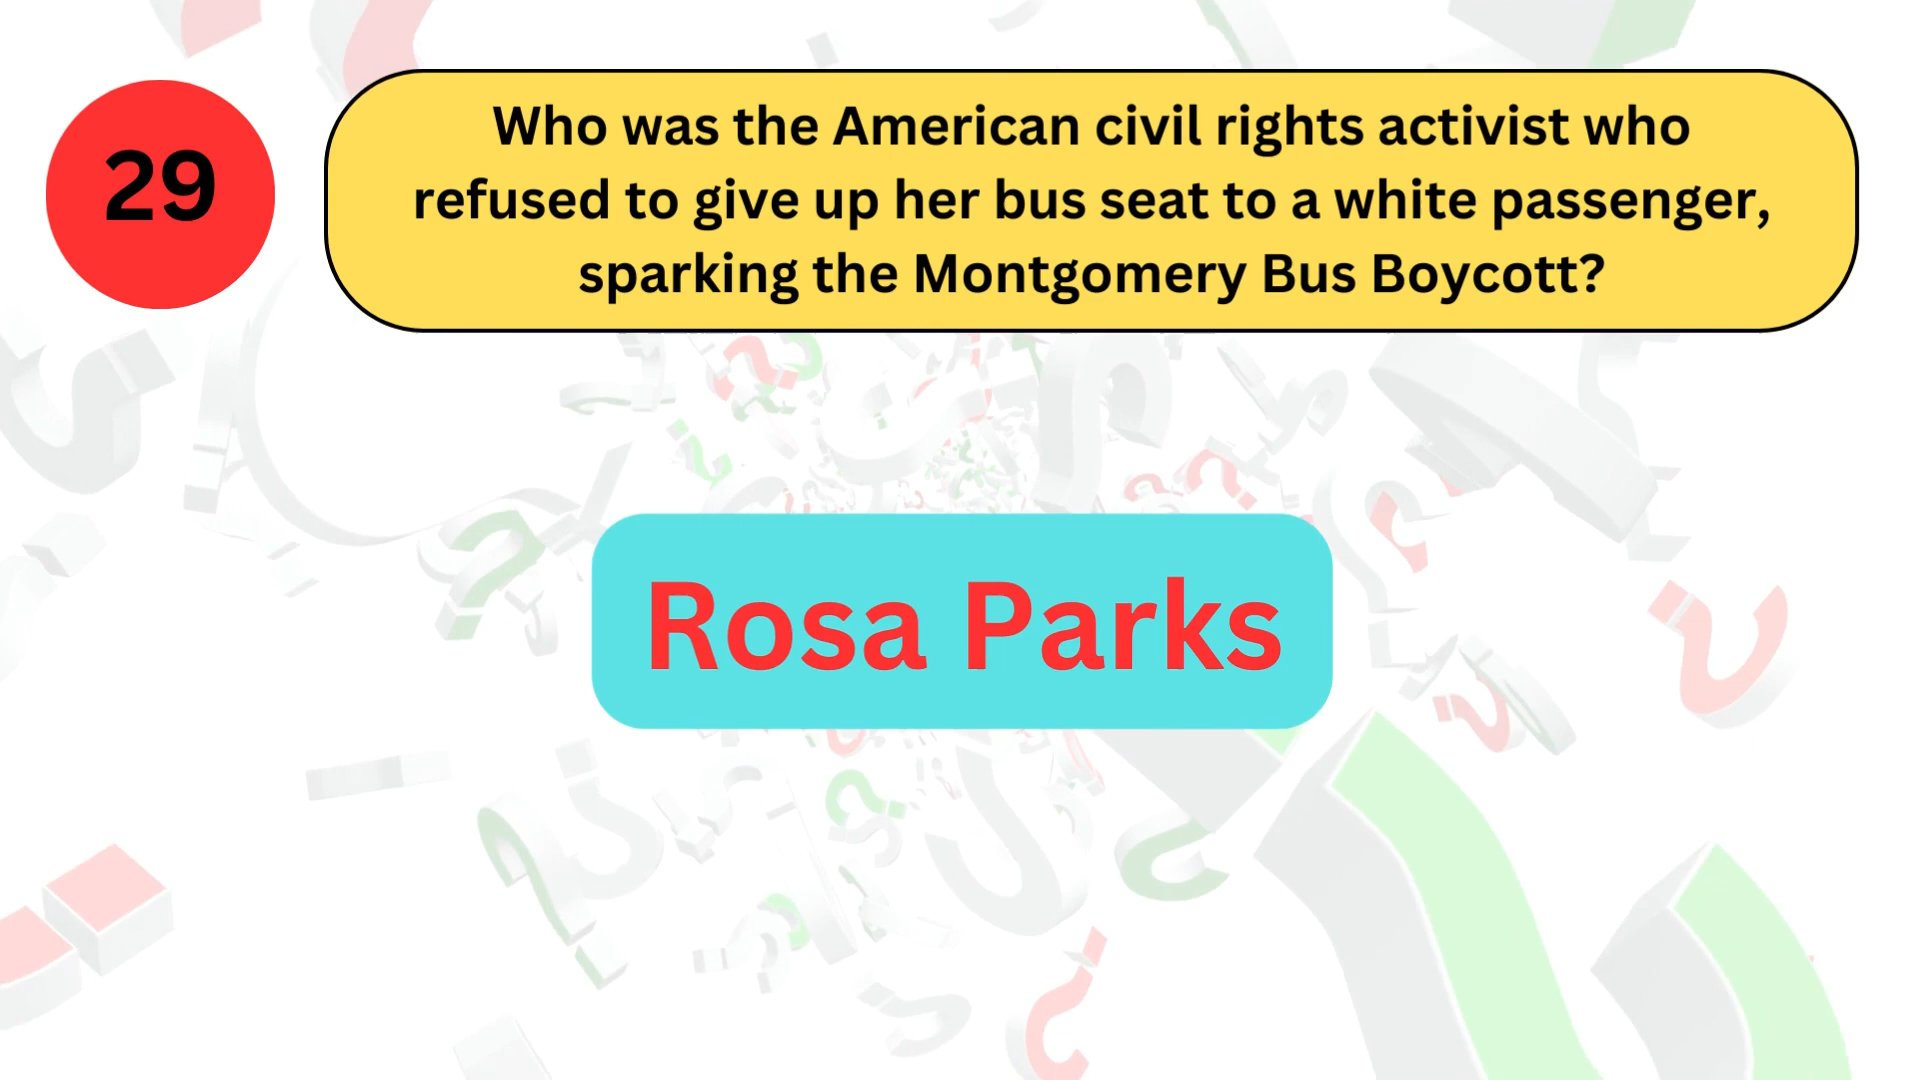 29
Who was the American civil rights activist who
refused to give up her bus seat to a white passenger,
sparking the Montgomery Bus Boycott?
Rosa Parks